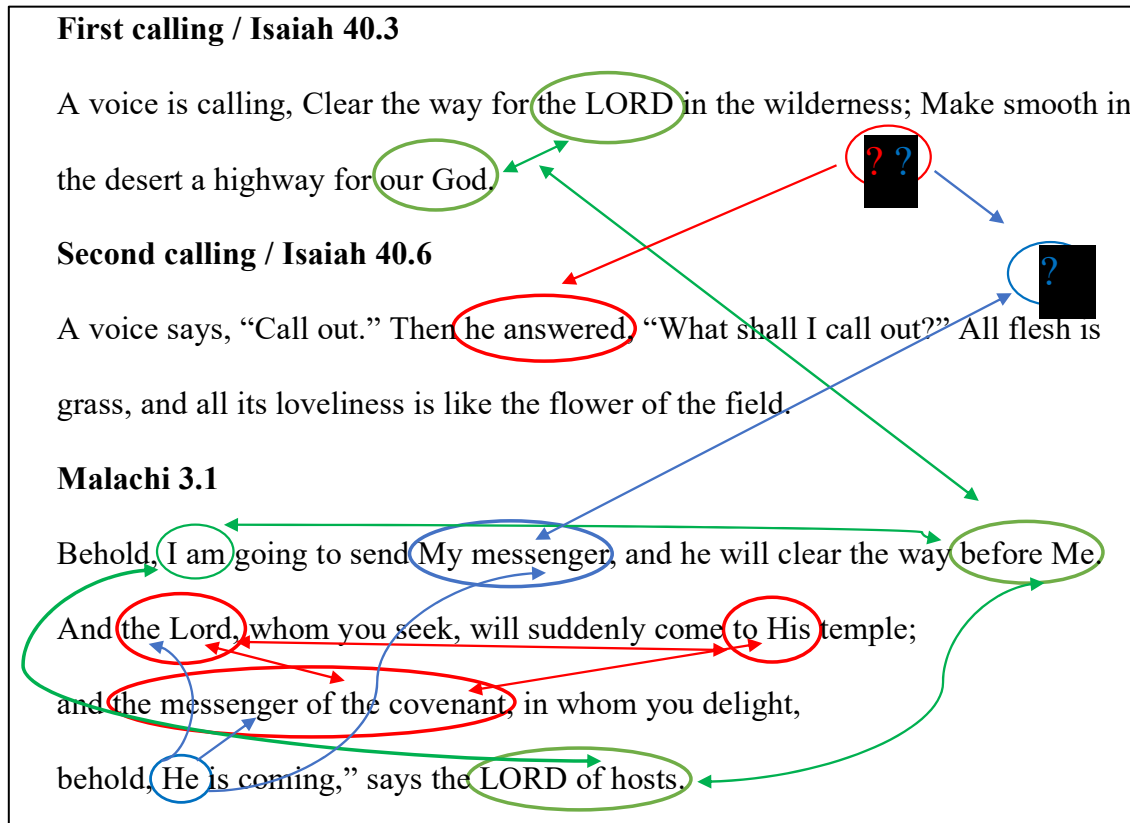 First calling / Isaiah 40.3
A voice is calling, Clear the way for the LORD in the wilderness; Make smooth in
the desert a highway for our God.
? ?
Second calling / Isaiah 40.6
?
A voice says, “Call out.” Then he answered, “What shall I call out?” All flesh is
grass, and all its loveliness is like the flower of the field.
Malachi 3.1
Behold, I am going to send My messenger, and he will clear the way before Me.
And the Lord, whom you seek, will suddenly come to His temple;
and the messenger of the covenant, in whom you delight,
behold, He is coming,” says the LORD of hosts.